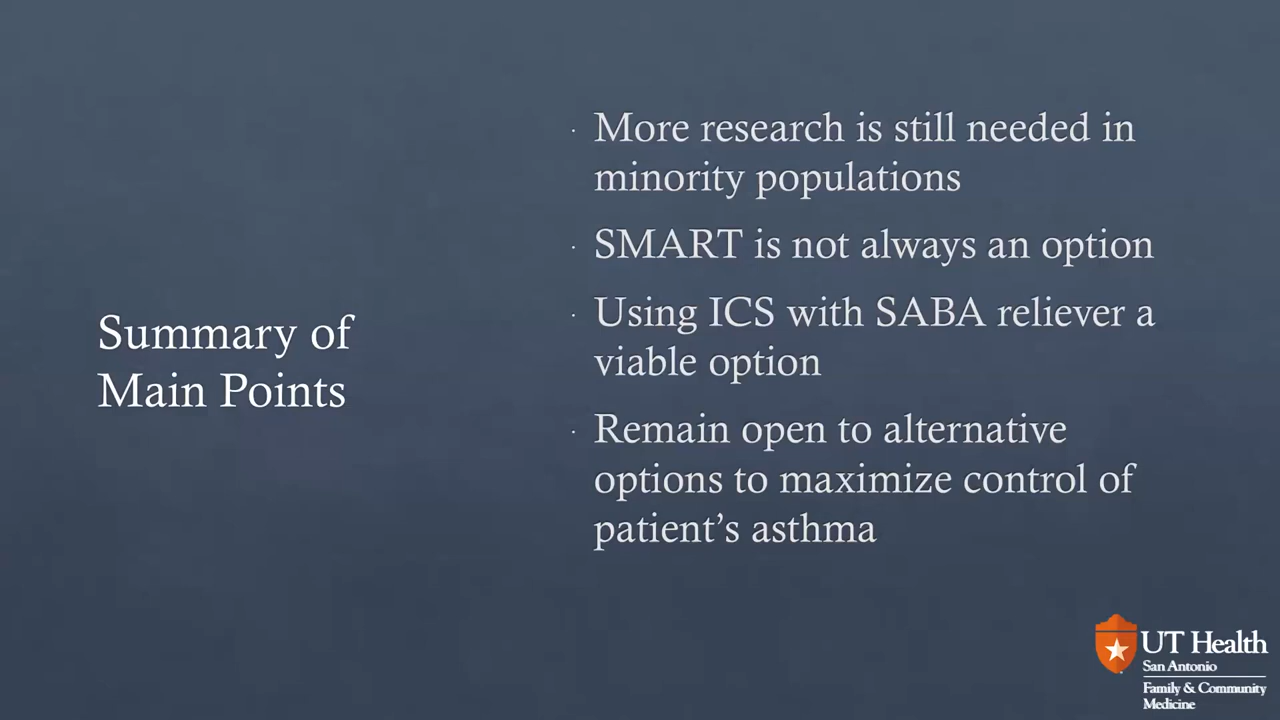 Summary of
Main Points
· More research is still needed in
minority populations
· SMART is not always an option
· Using ICS with SABA reliever a
viable option
· Remain open to alternative
options to maximize control of
patient’s asthma
UT Health
San Antonio
Family & Community
Medicine